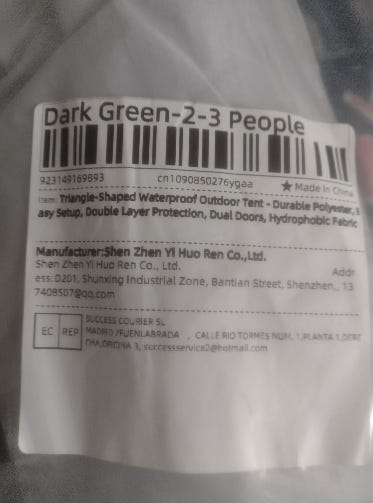 Dark Green-2-3 People
923149169893 cn1090850276ygaa ★ Made In China
Item: Triangle-Shaped Waterproof Outdoor Tent - Durable Polyester, E
asy Setup, Double Layer Protection, Dual Doors, Hydrophobic Fabric
Manufacturer:Shen Zhen Yi Huo Ren Co.,Ltd.
Shen Zhen Yi Huo Ren Co., Ltd. Addr
ess:D201, Shunxing Industrial Zone, Bantian Street, Shenzhen,, 13
7408507@qq.com
EC REP
SUCCESS COURIER SL
MADRID /FUENLABRADA , CALLE RIO TORMES NUM. 1,PLANTA 1,DERE
CHA,OFICINA 3, successservice2@hotmail.com